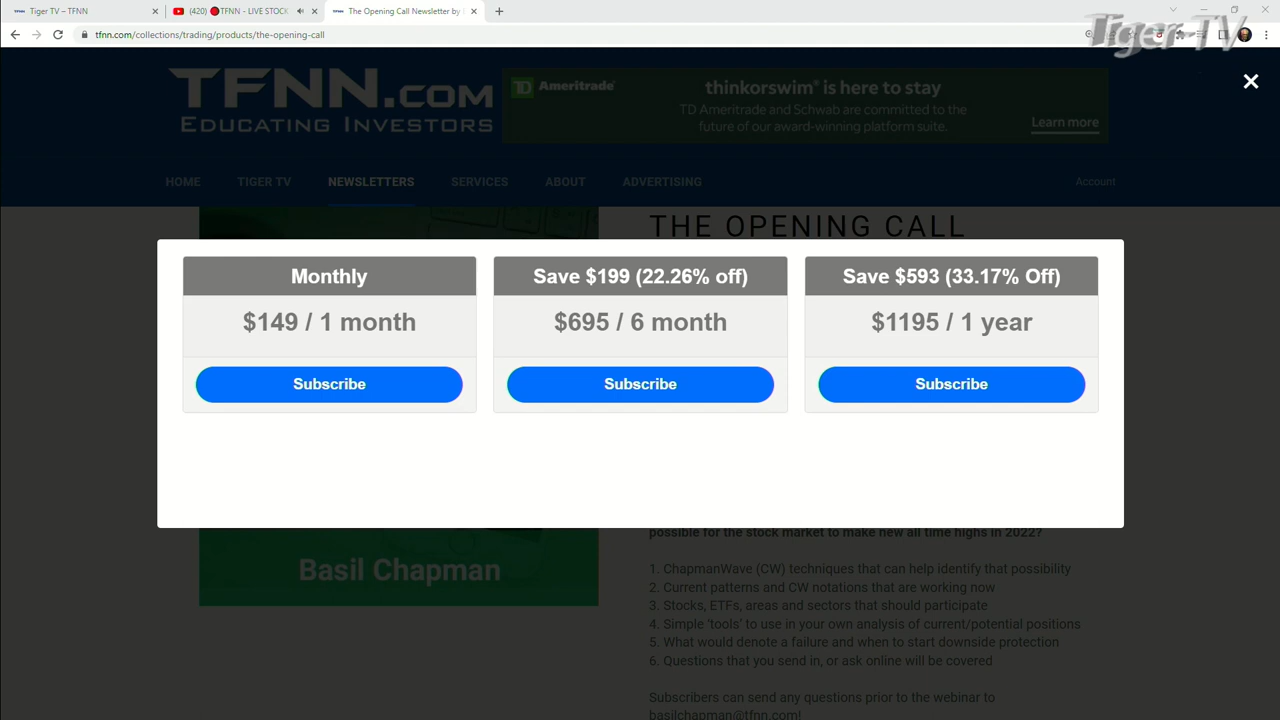 Tiger TV – TFNN
(420) TFNN - LIVE STOCK
The Opening Call Newsletter by
tfnn.com/collections/trading/products/the-opening-call
Tiger TV
TFNN.COM
EDUCATING INVESTORS
TD Ameritrade
thinkorswim® is here to stay
TD Ameritrade and Schwab are committed to the
future of our award-winning platform suite.
Learn more
HOME TIGER TV NEWSLETTERS SERVICES ABOUT ADVERTISING Account
THE OPENING CALL
Monthly
$149 / 1 month
Subscribe
Save $199 (22.26% off)
$695 / 6 month
Subscribe
Save $593 (33.17% Off)
$1195 / 1 year
Subscribe
Basil Chapman
possible for the stock market to make new all time highs in 2022?
1. ChapmanWave (CW) techniques that can help identify that possibility
2. Current patterns and CW notations that are working now
3. Stocks, ETFs, areas and sectors that should participate
4. Simple 'tools' to use in your own analysis of current/potential positions
5. What would denote a failure and when to start downside protection
6. Questions that you send in, or ask online will be covered
Subscribers can send any questions prior to the webinar to
basilchapman@tfnn.com!